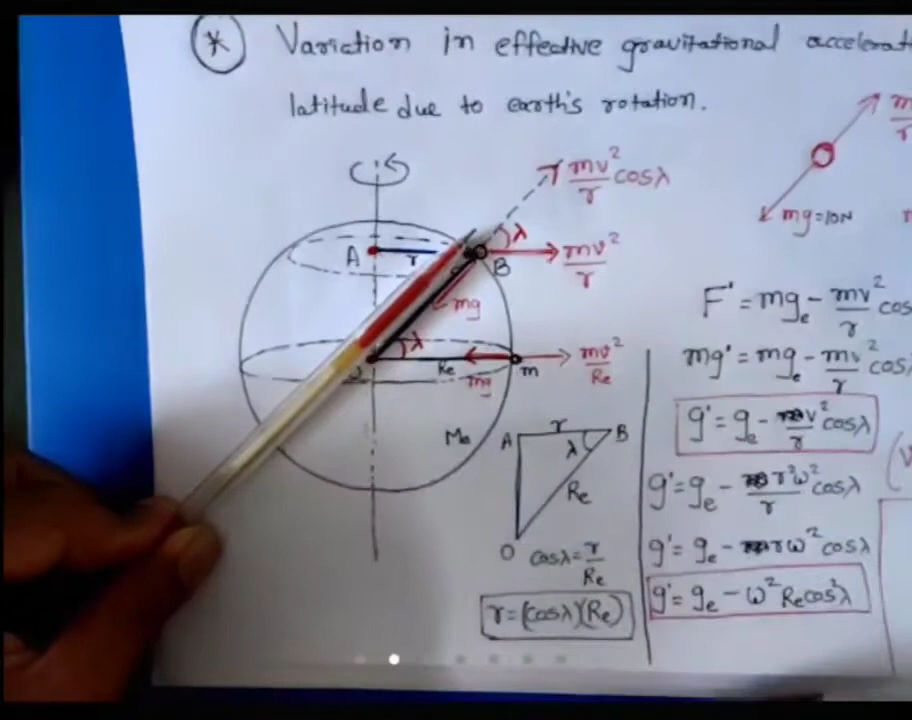 * Variation in effective gravitational accelerat
latitude due to earth's rotation.
mv²/r cosλ
λ
mv²/r
A
r
B
mg
λ
Re
mg
m
mv²/Re
Me
mg=10N
A r B
λ
Re
O
cosλ = r/Re
r=(cosλ)(Re)
F' = mge - mv²/r cos
mg' = mge - mv²/r cos
g' = ge - v²/r cosλ
g' = ge - r²ω²/r cosλ
g' = ge - rω² cosλ
g' = ge - ω² Re cos²λ